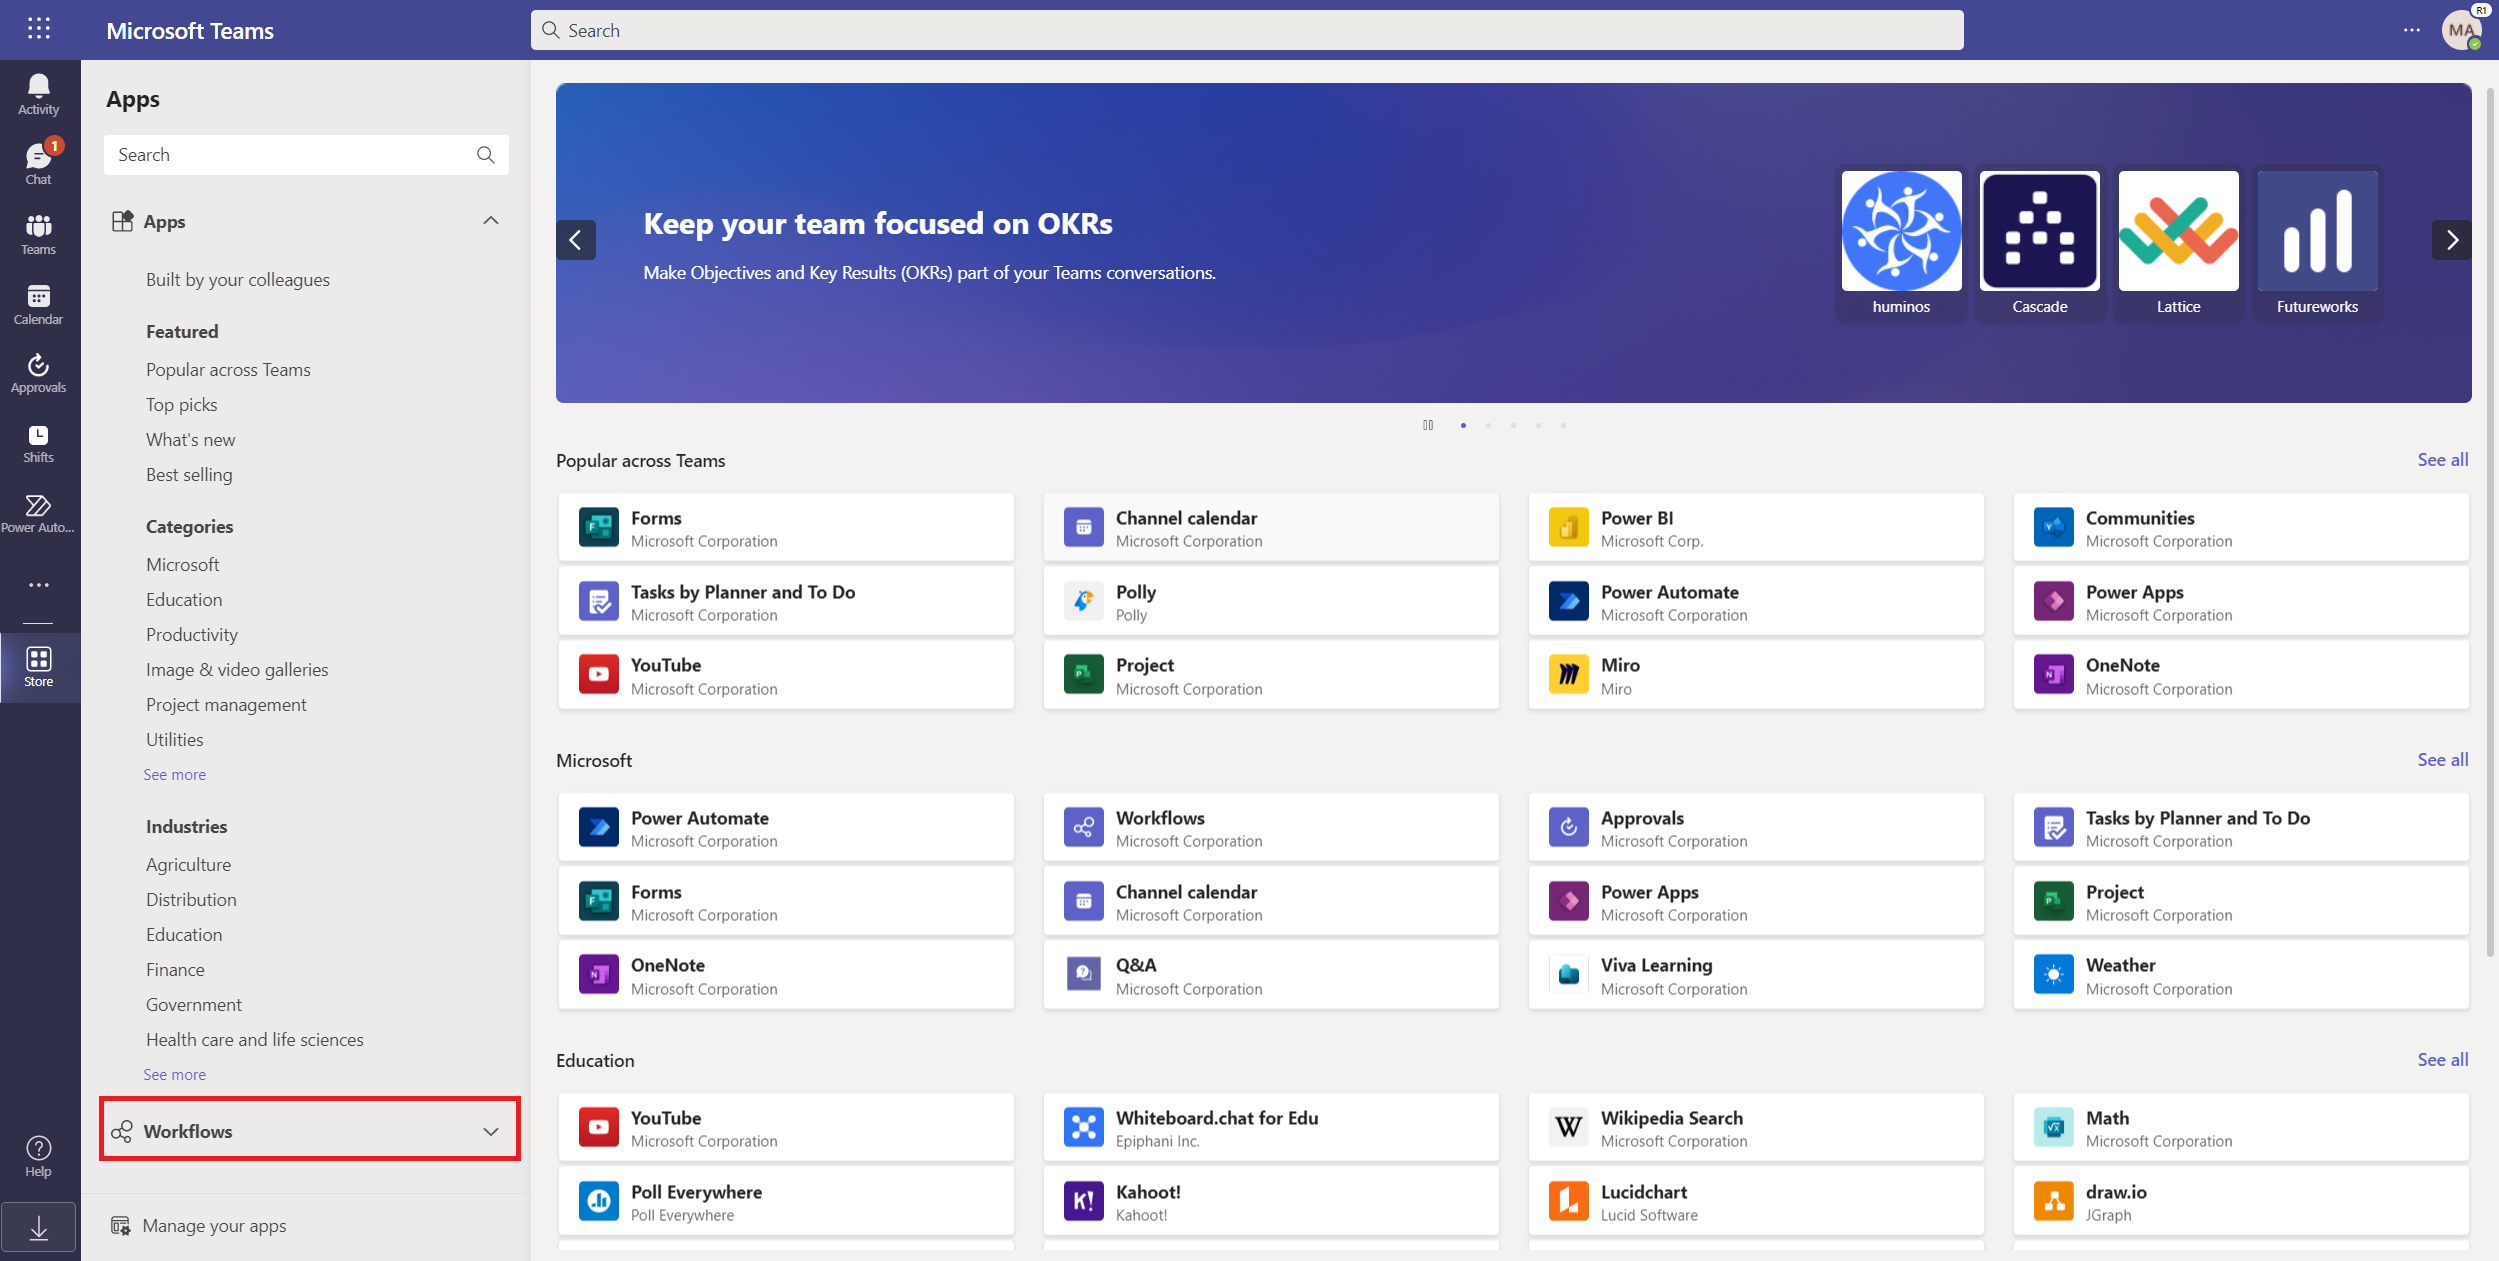 Microsoft Teams
Search
MA
R1
Activity
Chat
1
Teams
Calendar
Approvals
Shifts
Power Auto...
Store
Help
Apps
Search
Apps
Built by your colleagues
Featured
Popular across Teams
Top picks
What's new
Best selling
Categories
Microsoft
Education
Productivity
Image & video galleries
Project management
Utilities
See more
Industries
Agriculture
Distribution
Education
Finance
Government
Health care and life sciences
See more
Workflows
Manage your apps
Keep your team focused on OKRs
Make Objectives and Key Results (OKRs) part of your Teams conversations.
huminos
Cascade
Lattice
Futureworks
Popular across Teams
See all
Forms
Microsoft Corporation
Channel calendar
Microsoft Corporation
Power BI
Microsoft Corp.
Communities
Microsoft Corporation
Tasks by Planner and To Do
Microsoft Corporation
Polly
Polly
Power Automate
Microsoft Corporation
Power Apps
Microsoft Corporation
YouTube
Microsoft Corporation
Project
Microsoft Corporation
Miro
Miro
OneNote
Microsoft Corporation
Microsoft
See all
Power Automate
Microsoft Corporation
Workflows
Microsoft Corporation
Approvals
Microsoft Corporation
Tasks by Planner and To Do
Microsoft Corporation
Forms
Microsoft Corporation
Channel calendar
Microsoft Corporation
Power Apps
Microsoft Corporation
Project
Microsoft Corporation
OneNote
Microsoft Corporation
Q&A
Microsoft Corporation
Viva Learning
Microsoft Corporation
Weather
Microsoft Corporation
Education
See all
YouTube
Microsoft Corporation
Whiteboard.chat for Edu
Epiphani Inc.
W
Wikipedia Search
Microsoft Corporation
Math
Microsoft Corporation
Poll Everywhere
Poll Everywhere
K!
Kahoot!
Kahoot!
Lucidchart
Lucid Software
draw.io
JGraph